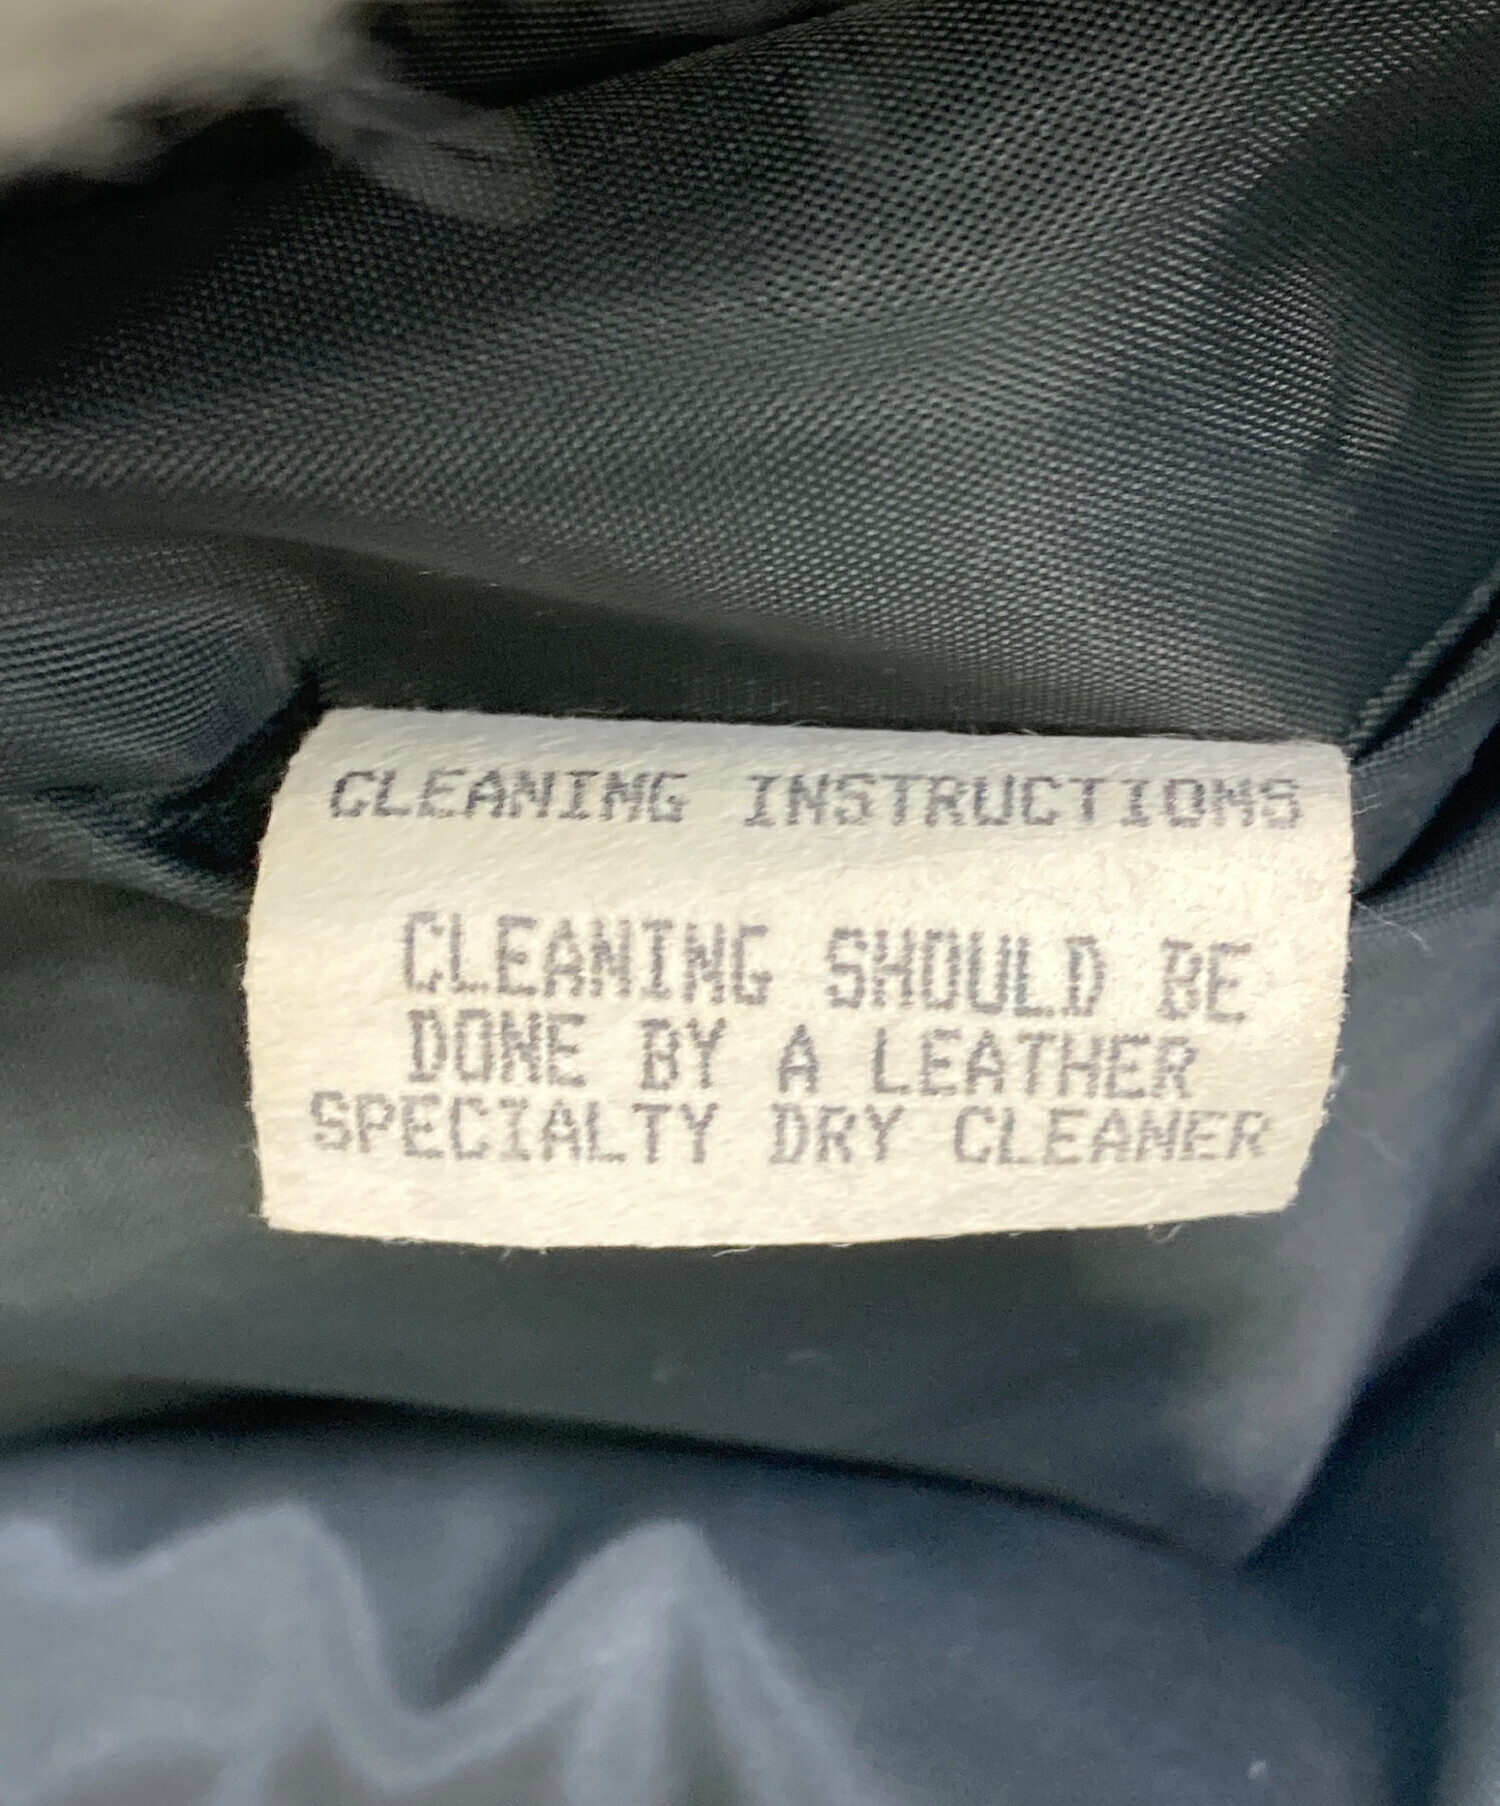 CLEANING INSTRUCTIONS
CLEANING SHOULD BE
DONE BY A LEATHER
SPECIALTY DRY CLEANER